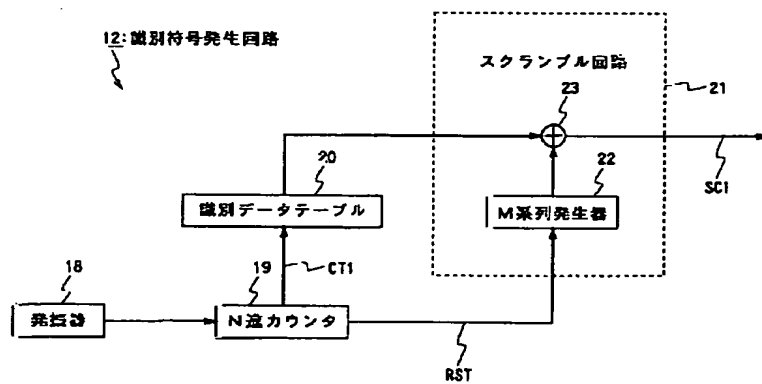 12:識別符号発生回路
スクランブル回路
23
21
20
22
SC1
識別データテーブル
M系列発生器
18
19
CT1
発振器
N進カウンタ
RST